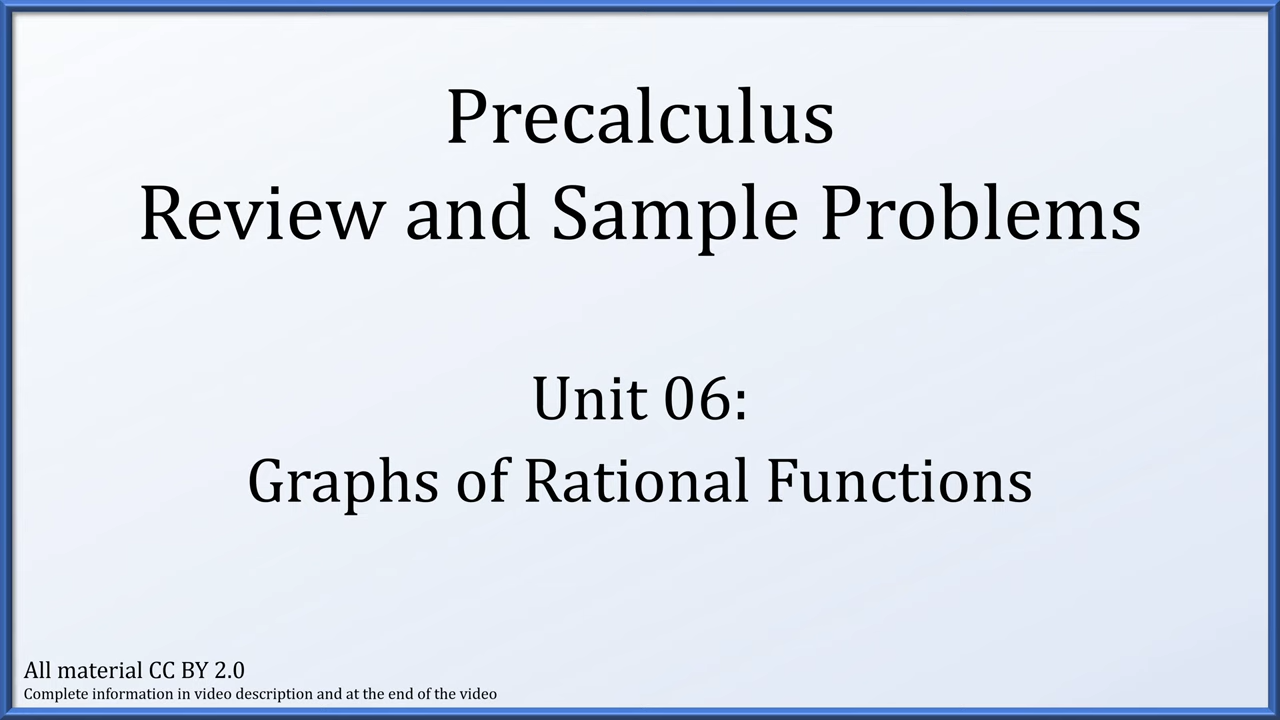 Precalculus
Review and Sample Problems
Unit 06:
Graphs of Rational Functions
All material CC BY 2.0
Complete information in video description and at the end of the video